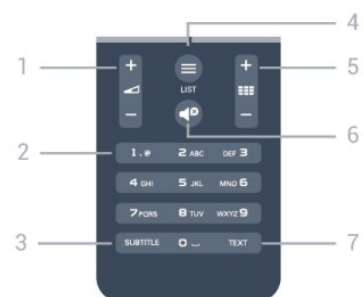 4
1 + + 5
LIST
- -
6
2 1.@ 2 ABC DEF 3
4 GHI 5 JKL MNO 6
7 PQRS 8 TUV WXYZ 9
3 SUBTITLE 0 ⎵ TEXT 7